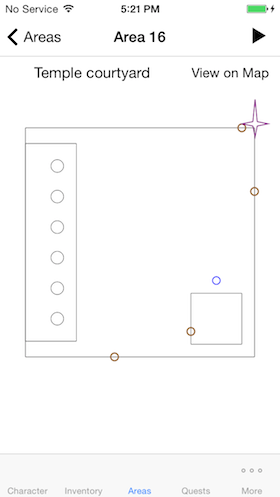 No Service 5:21 PM
Areas Area 16
Temple courtyard View on Map
Character Inventory Areas Quests More